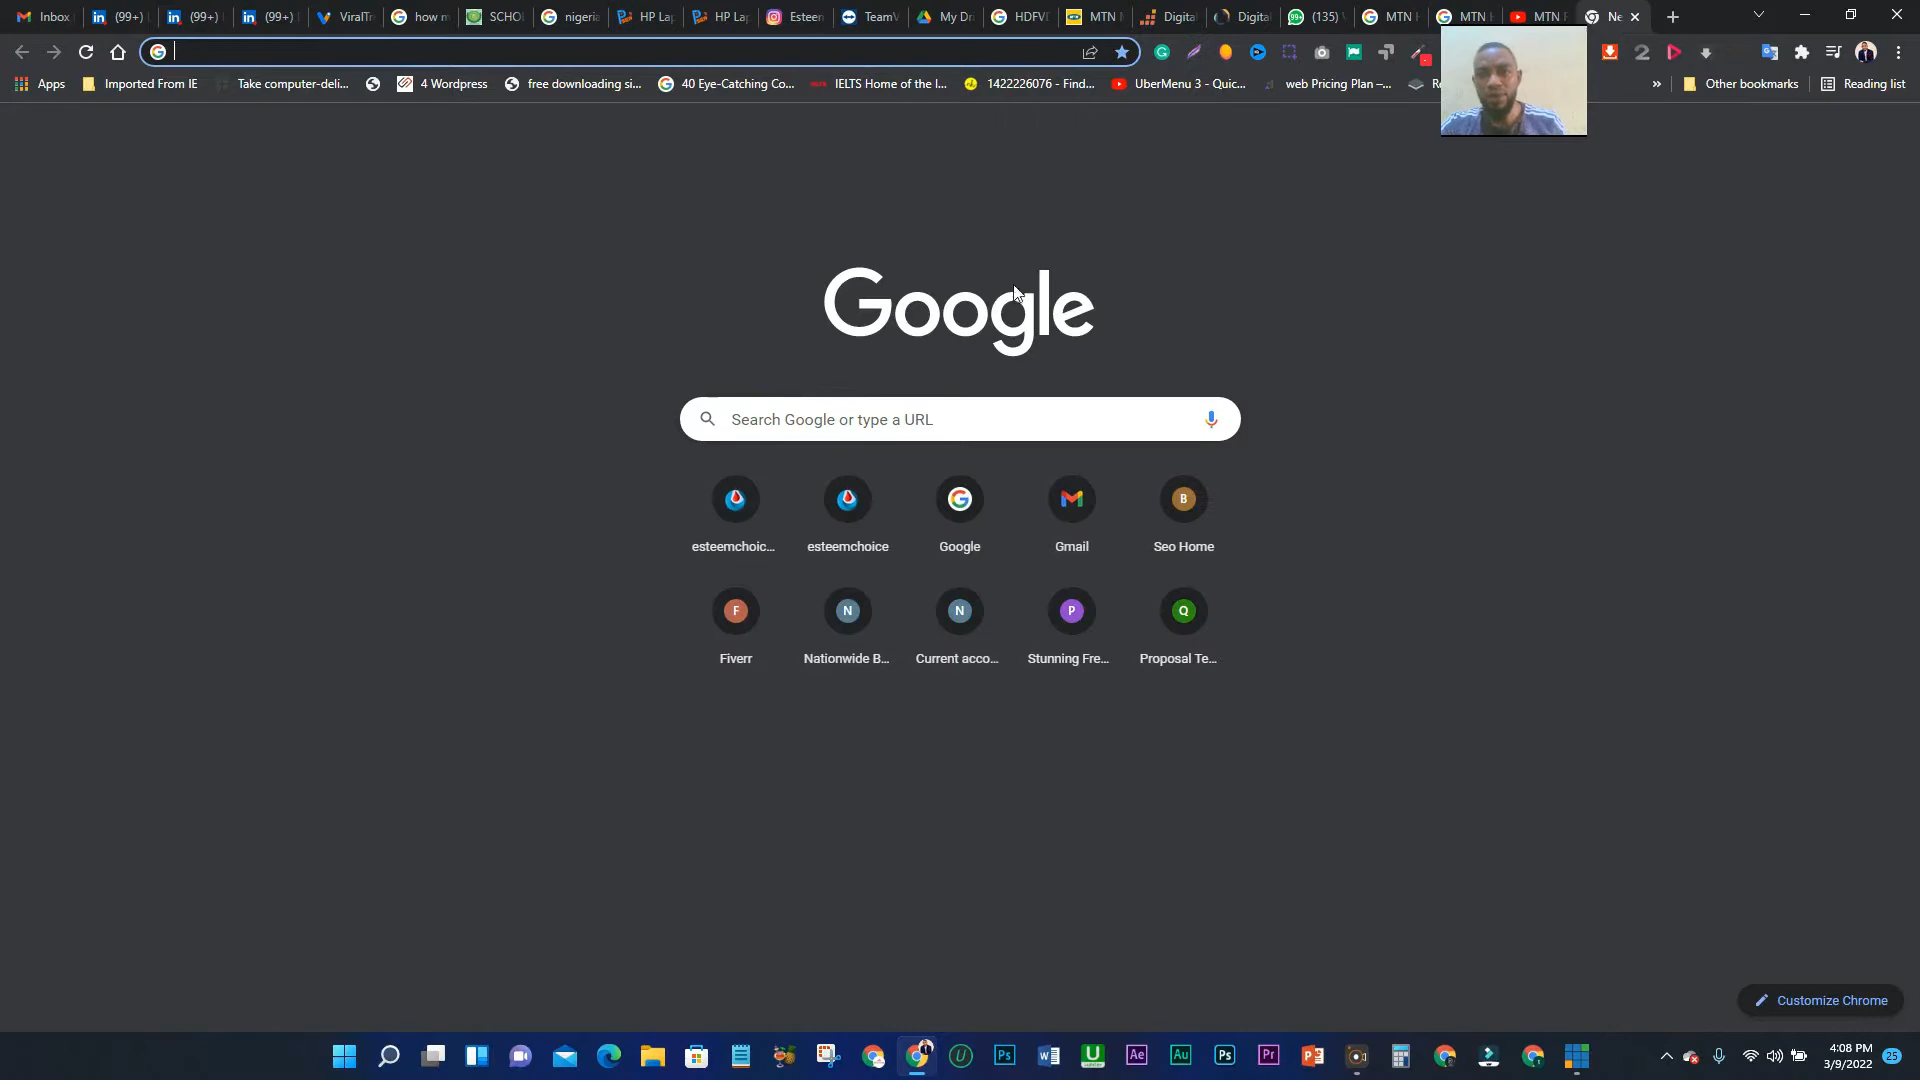 Inbox
(99+)
(99+)
(99+)
ViralTr
how m
SCHO
nigeria
HP Lap
HP Lap
Esteen
TeamV
My Dr
HDFVI
MTN
Digita
Digital
(135)
MTN
MTN
MTN
Ne
Apps
Imported From IE
Take computer-deli...
4 Wordpress
free downloading si...
40 Eye-Catching Co...
IELTS Home of the I...
1422226076 - Find...
UberMenu 3 - Quic...
web Pricing Plan –...
»
Other bookmarks
Reading list
Google
Search Google or type a URL
esteemchoic...
esteemchoice
Google
Gmail
B
Seo Home
F
Fiverr
N
Nationwide B...
N
Current acco...
P
Stunning Fre...
Q
Proposal Te...
Customize Chrome
4:08 PM
3/9/2022
25